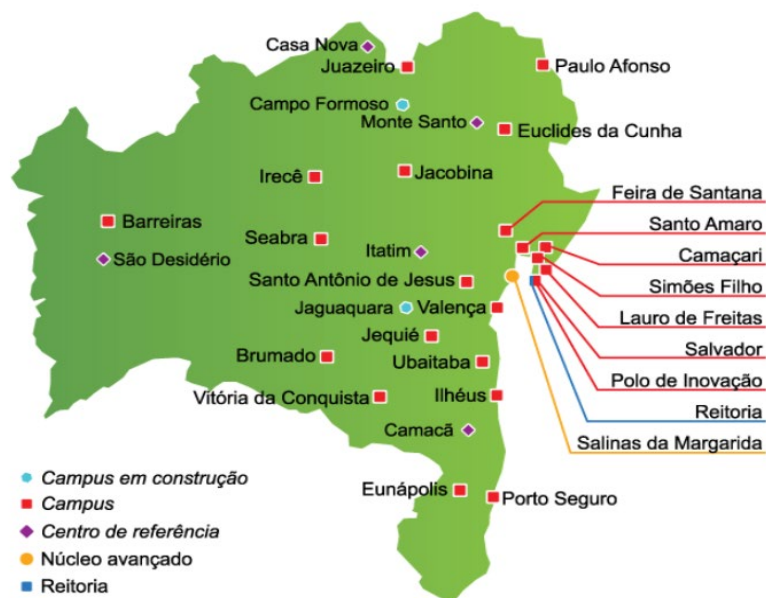 Casa Nova
Juazeiro
Paulo Afonso
Campo Formoso
Monte Santo
Euclides da Cunha
Irecê
Jacobina
Feira de Santana
Santo Amaro
Camaçari
Simões Filho
Lauro de Freitas
Salvador
Polo de Inovação
Reitoria
Salinas da Margarida
Barreiras
Seabra
São Desidério
Itatim
Santo Antônio de Jesus
Jaguaquara
Valença
Jequié
Brumado
Ubaitaba
Vitória da Conquista
Ilhéus
Camacã
Eunápolis
Porto Seguro
Campus em construção
Campus
Centro de referência
Núcleo avançado
Reitoria